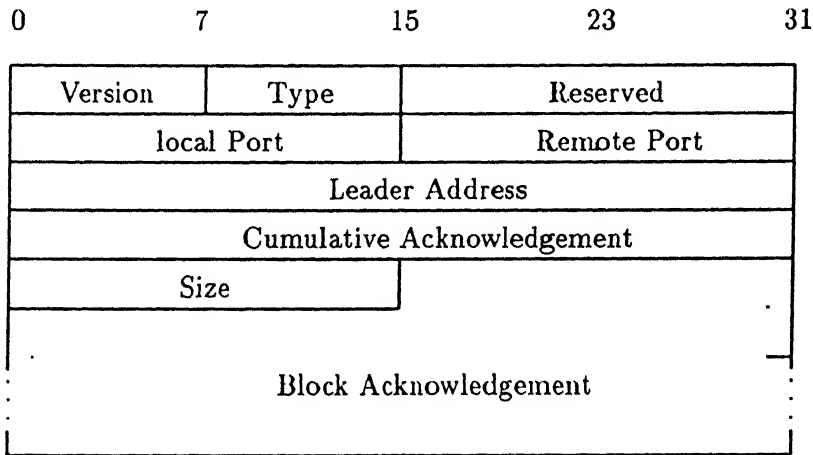 0 7 15 23 31
Version Type Reserved
local Port Remote Port
Leader Address
Cumulative Acknowledgement
Size
Block Acknowledgement